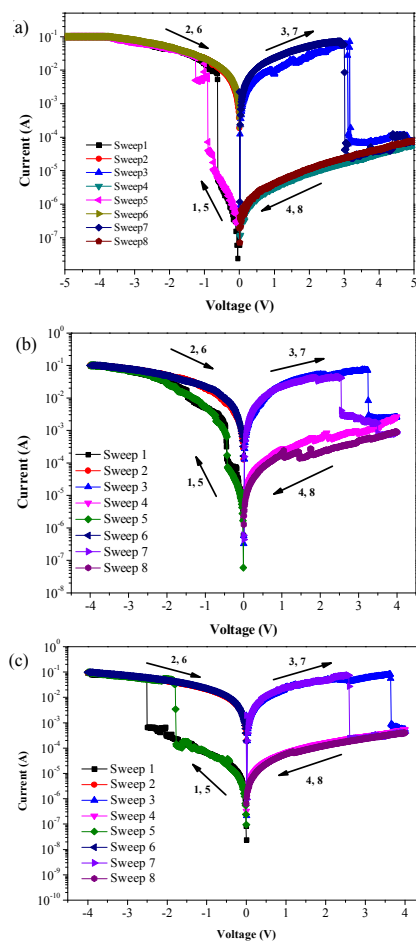 a)
2, 6
3, 7
10⁰
10⁻¹
10⁻²
10⁻³
10⁻⁴
10⁻⁵
10⁻⁶
10⁻⁷
Current (A)
Sweep1
Sweep2
Sweep3
Sweep4
Sweep5
Sweep6
Sweep7
Sweep8
1, 5
4, 8
-5 -4 -3 -2 -1 0 1 2 3 4 5
Voltage (V)
(b)
2, 6
3, 7
10⁰
10⁻¹
10⁻²
10⁻³
10⁻⁴
10⁻⁵
10⁻⁶
10⁻⁷
10⁻⁸
Current (A)
Sweep 1
Sweep 2
Sweep 3
Sweep 4
Sweep 5
Sweep 6
Sweep 7
Sweep 8
1, 5
4, 8
-4 -3 -2 -1 0 1 2 3 4
Voltage (V)
(c)
2, 6
3, 7
10⁰
10⁻¹
10⁻²
10⁻³
10⁻⁴
10⁻⁵
10⁻⁶
10⁻⁷
10⁻⁸
10⁻⁹
10⁻¹⁰
Current (A)
Sweep 1
Sweep 2
Sweep 3
Sweep 4
Sweep 5
Sweep 6
Sweep 7
Sweep 8
1, 5
4, 8
-4 -3 -2 -1 0 1 2 3 4
Voltage (V)